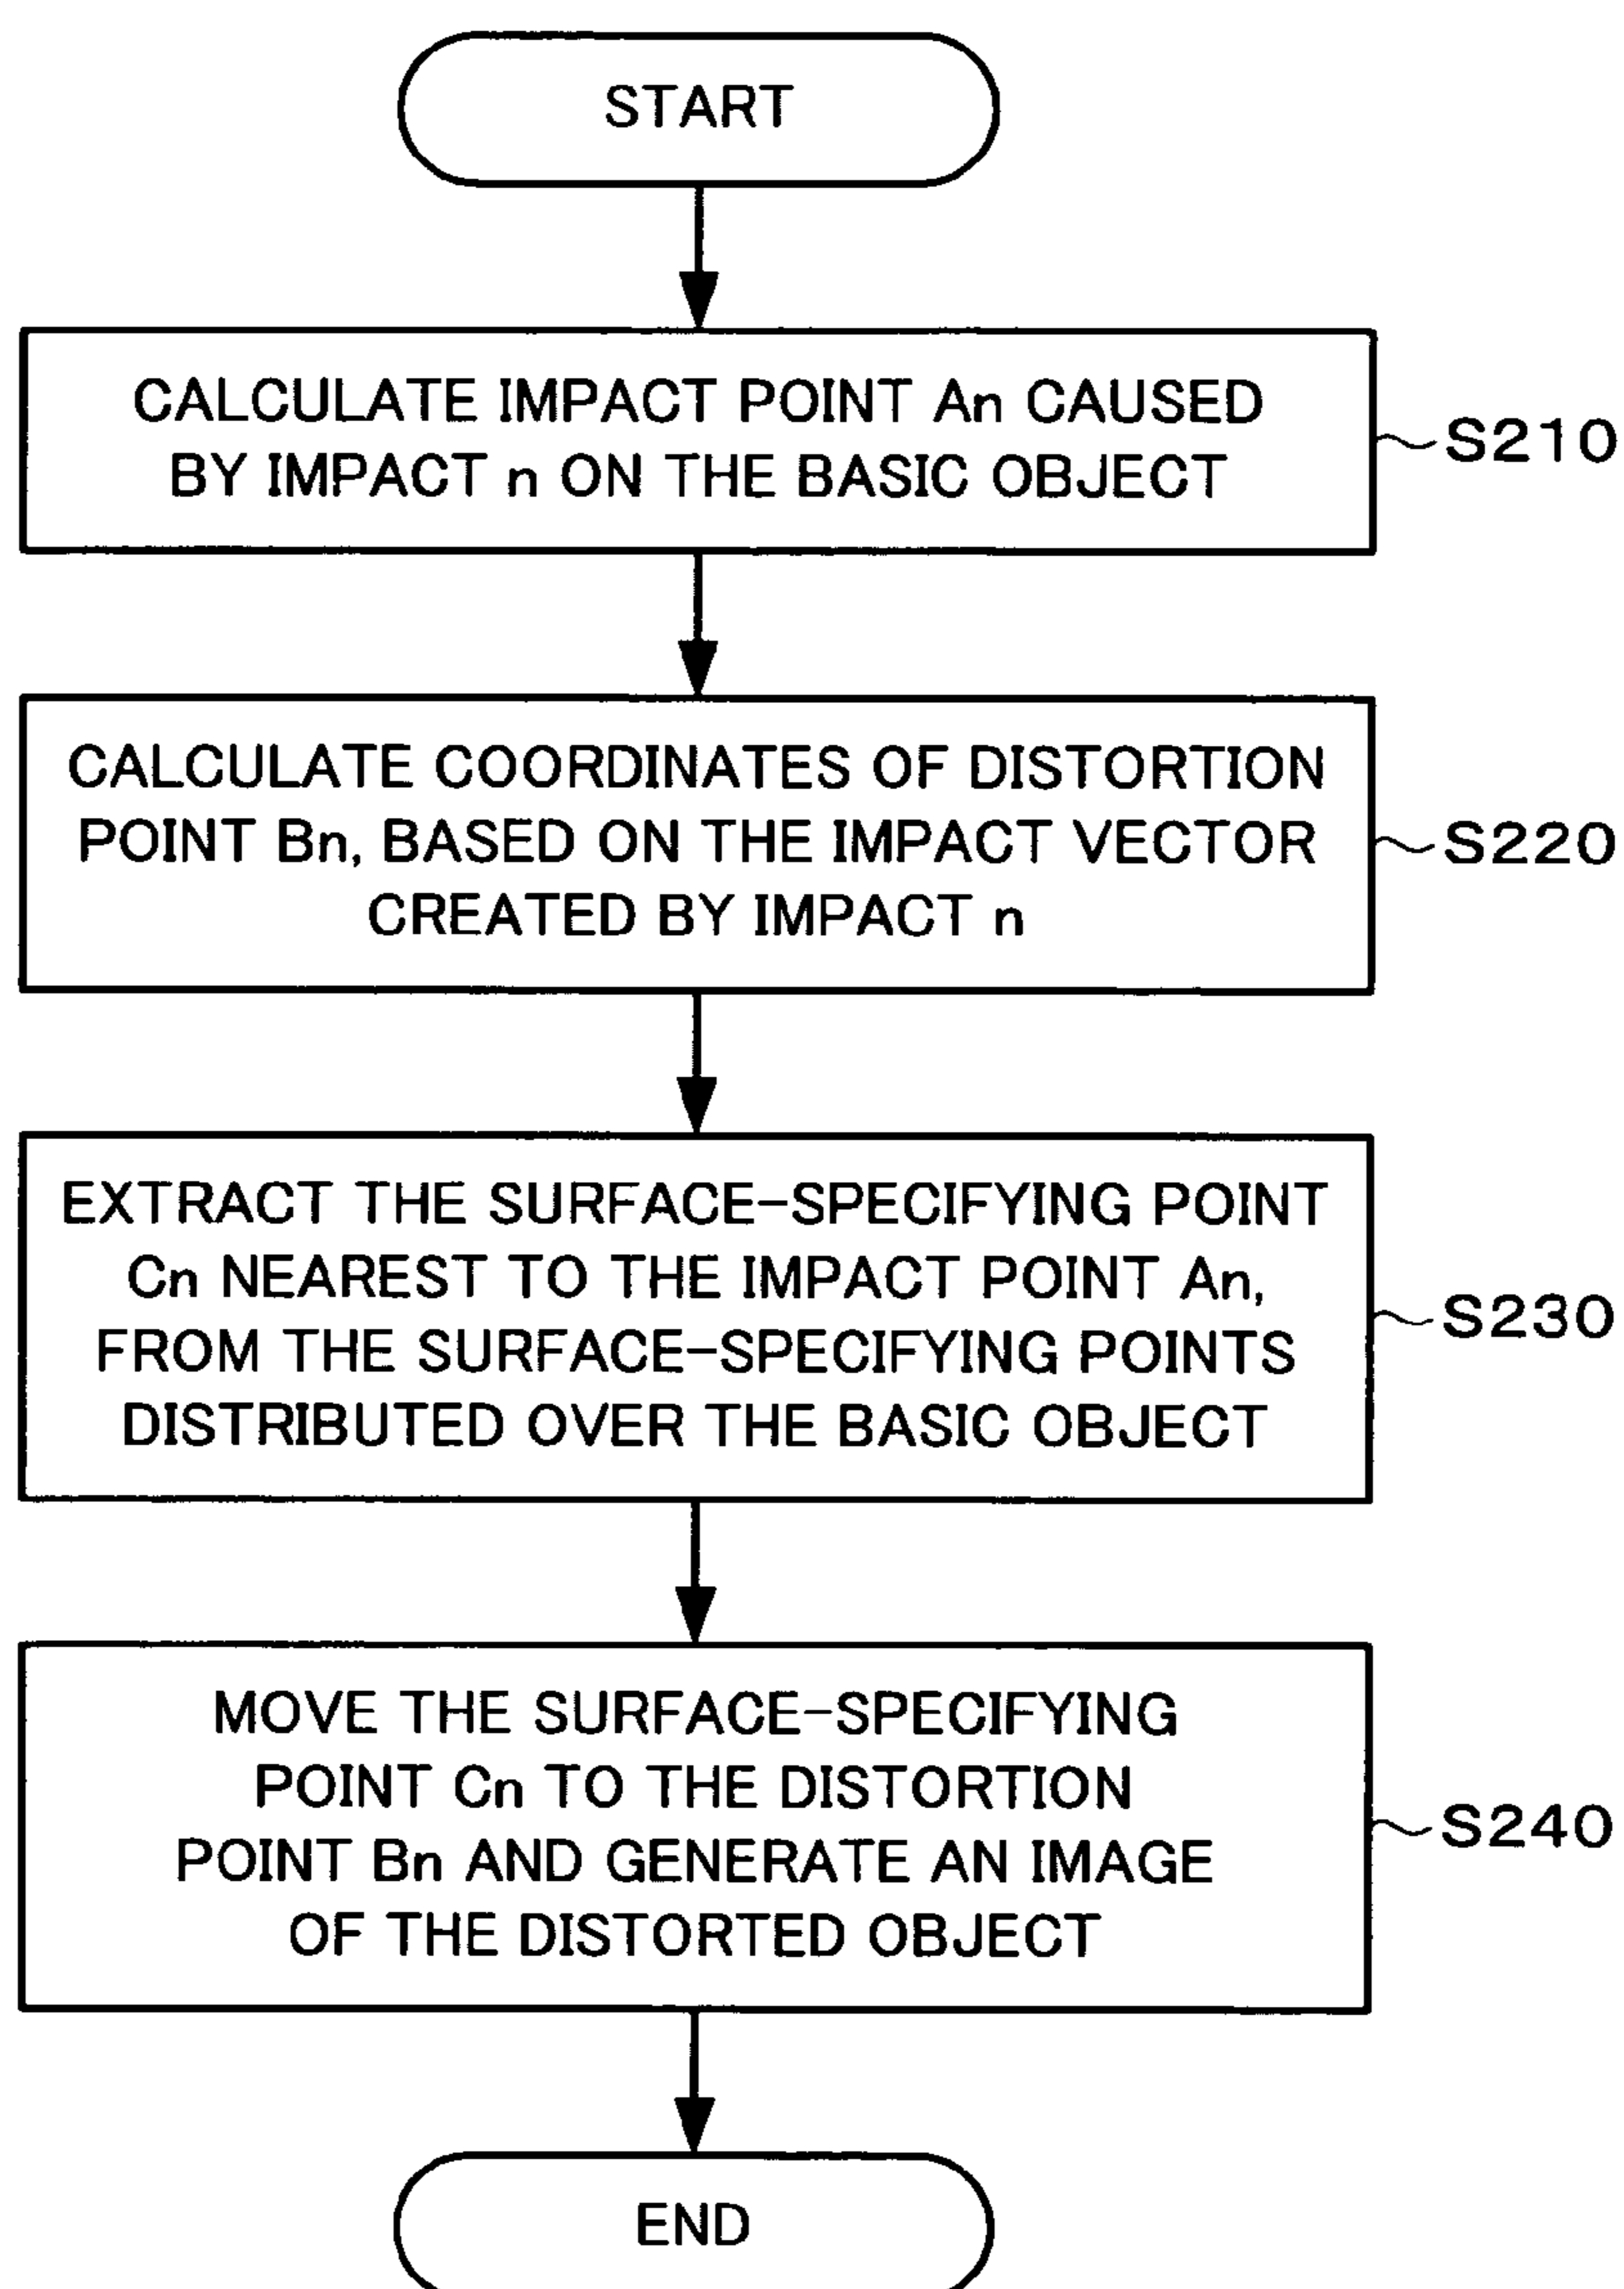 START
CALCULATE IMPACT POINT An CAUSED
BY IMPACT n ON THE BASIC OBJECT
S210
CALCULATE COORDINATES OF DISTORTION
POINT Bn, BASED ON THE IMPACT VECTOR
CREATED BY IMPACT n
S220
EXTRACT THE SURFACE-SPECIFYING POINT
Cn NEAREST TO THE IMPACT POINT An,
FROM THE SURFACE-SPECIFYING POINTS
DISTRIBUTED OVER THE BASIC OBJECT
S230
MOVE THE SURFACE-SPECIFYING
POINT Cn TO THE DISTORTION
POINT Bn AND GENERATE AN IMAGE
OF THE DISTORTED OBJECT
S240
END